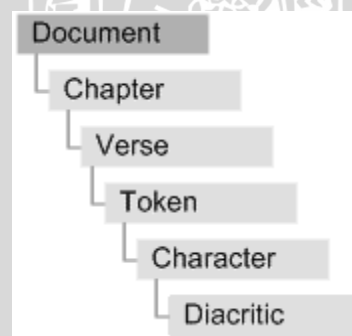 Document
Chapter
Verse
Token
Character
Diacritic